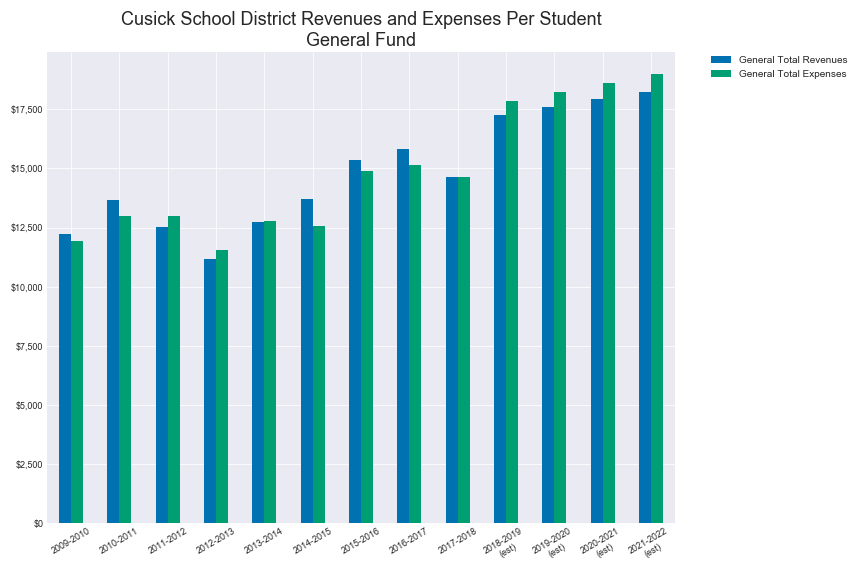 Cusick School District Revenues and Expenses Per Student
General Fund
General Total Revenues
General Total Expenses
$17,500
$15,000
$12,500
$10,000
$7,500
$5,000
$2,500
$0
2009-2010
2010-2011
2011-2012
2012-2013
2013-2014
2014-2015
2015-2016
2016-2017
2017-2018
2018-2019
(est)
2019-2020
(est)
2020-2021
(est)
2021-2022
(est)